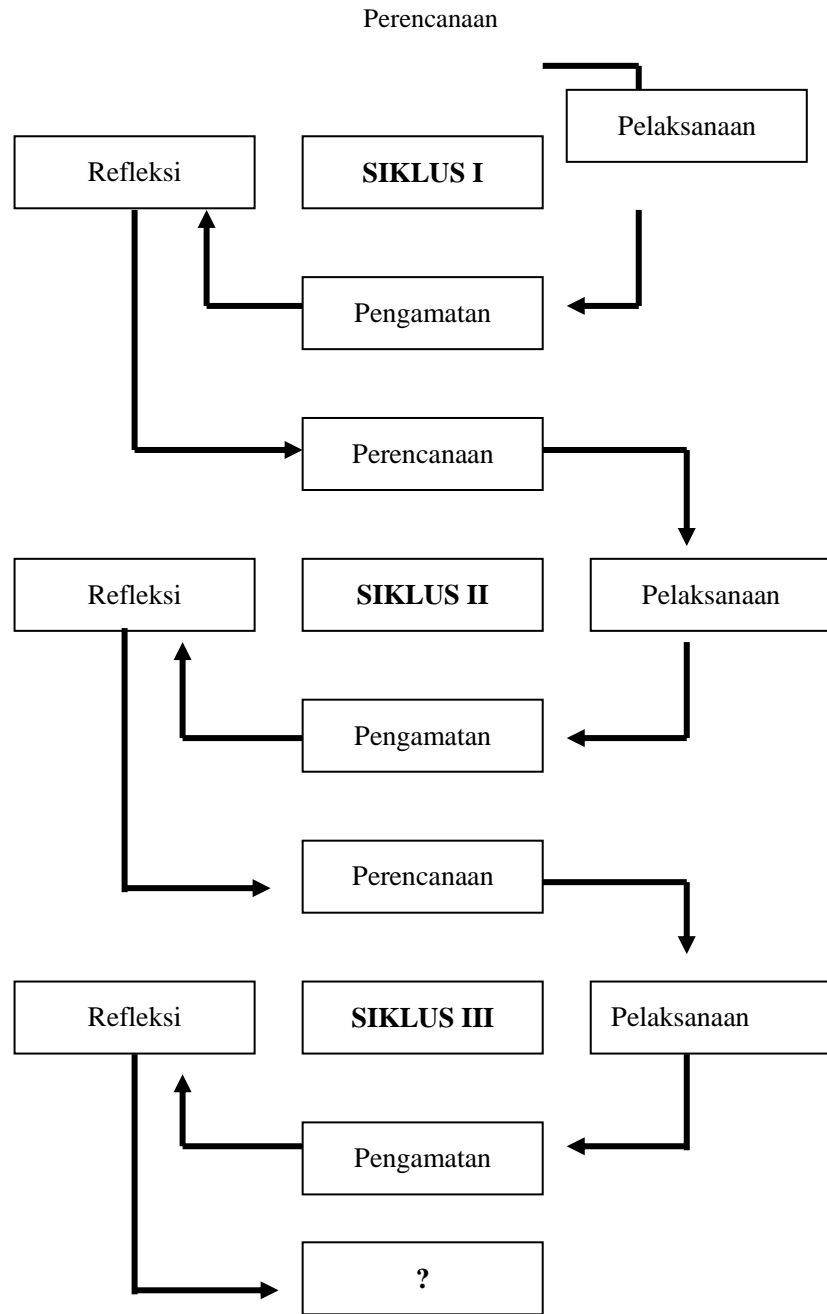 Perencanaan
Pelaksanaan
Refleksi
SIKLUS I
Pengamatan
Perencanaan
Refleksi
SIKLUS II
Pelaksanaan
Pengamatan
Perencanaan
Refleksi
SIKLUS III
Pelaksanaan
Pengamatan
?